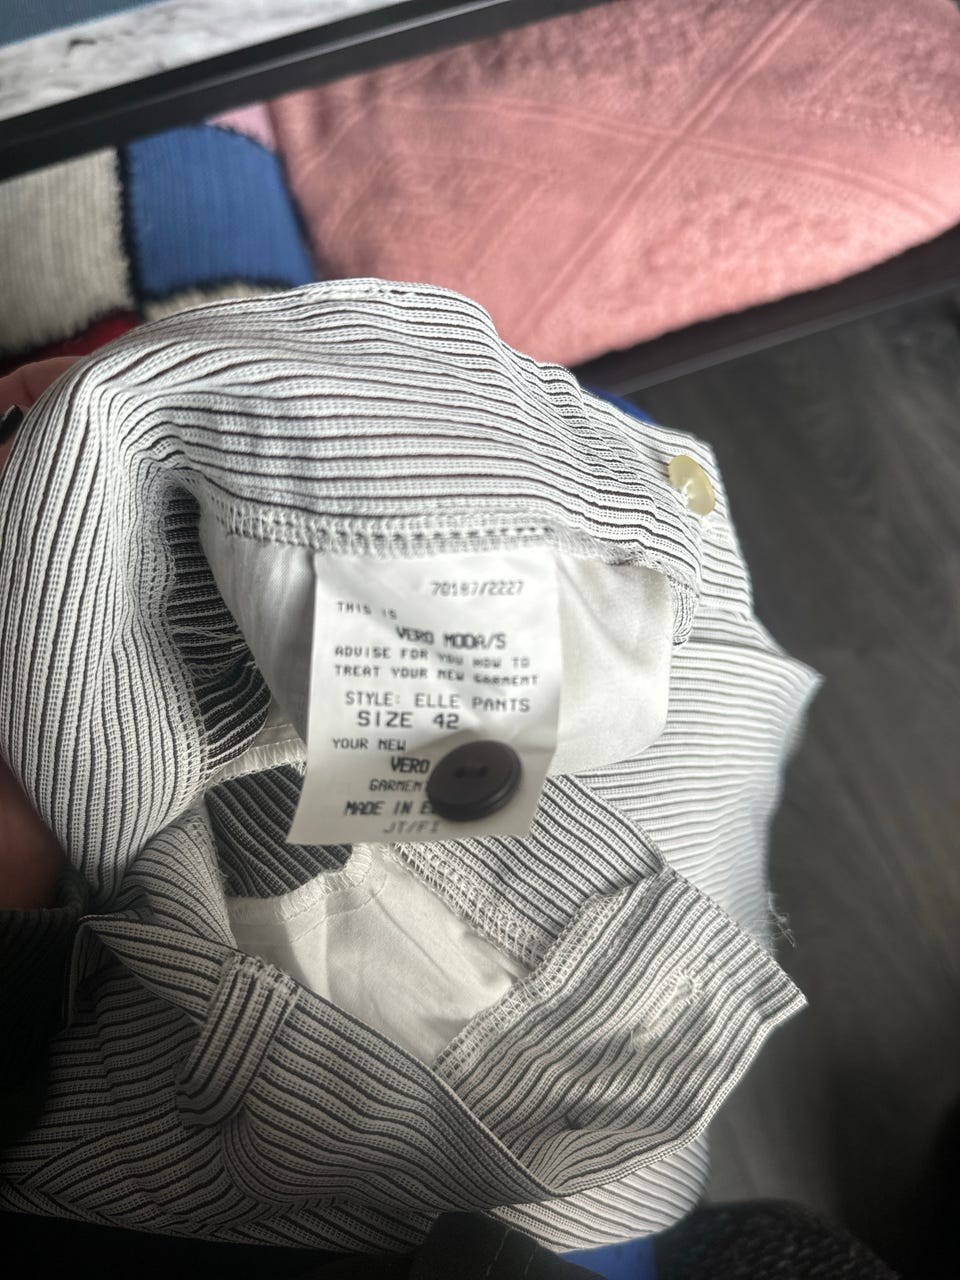 70187/2227
THIS IS
VERO MODA/S
ADVISE FOR YOU HOW TO
TREAT YOUR NEW GARMENT
STYLE: ELLE PANTS
SIZE 42
YOUR NEW
VERO
GARMENT
MADE IN E
JT/FI